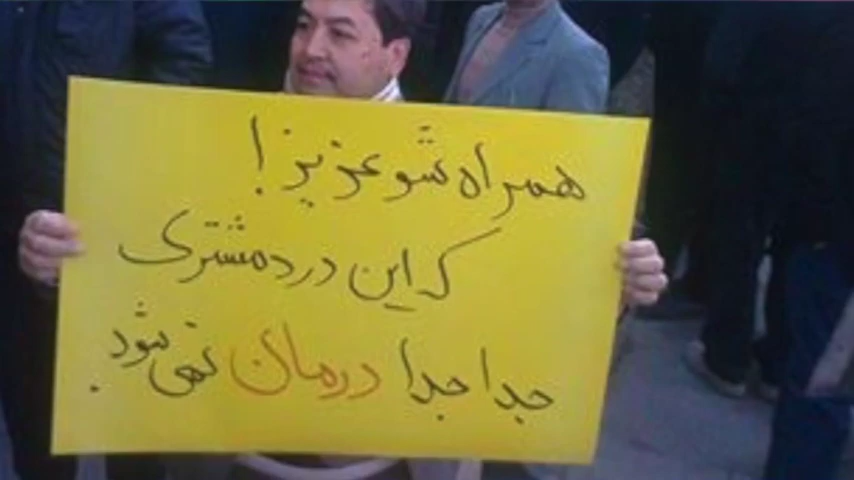 همراه شو عزیز!
کاین درد مشترک
جدا جدا درمان نمی‌شود.